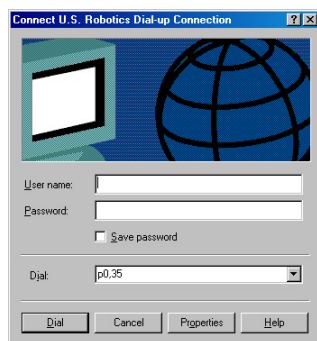 Connect U.S. Robotics Dial-up Connection
User name:
Password:
Save password
Dial: p0,35
Dial Cancel Properties Help